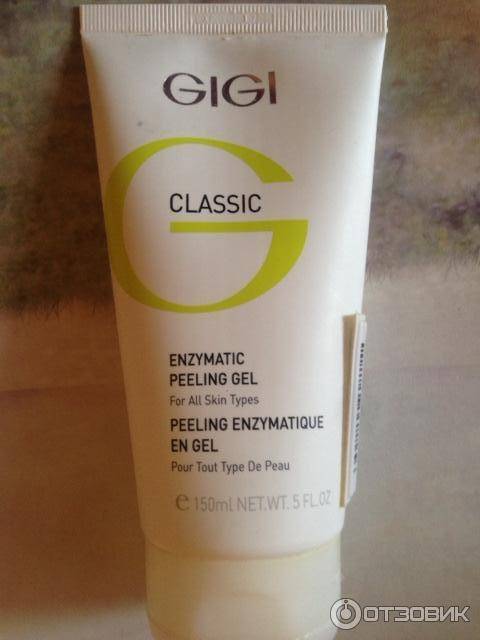 GIGI
CLASSIC
ENZYMATIC
PEELING GEL
For All Skin Types
PEELING ENZYMATIQUE
EN GEL
Pour Tout Type De Peau
℮ 150ml NET.WT. 5 FL.OZ
ОТЗОВИК